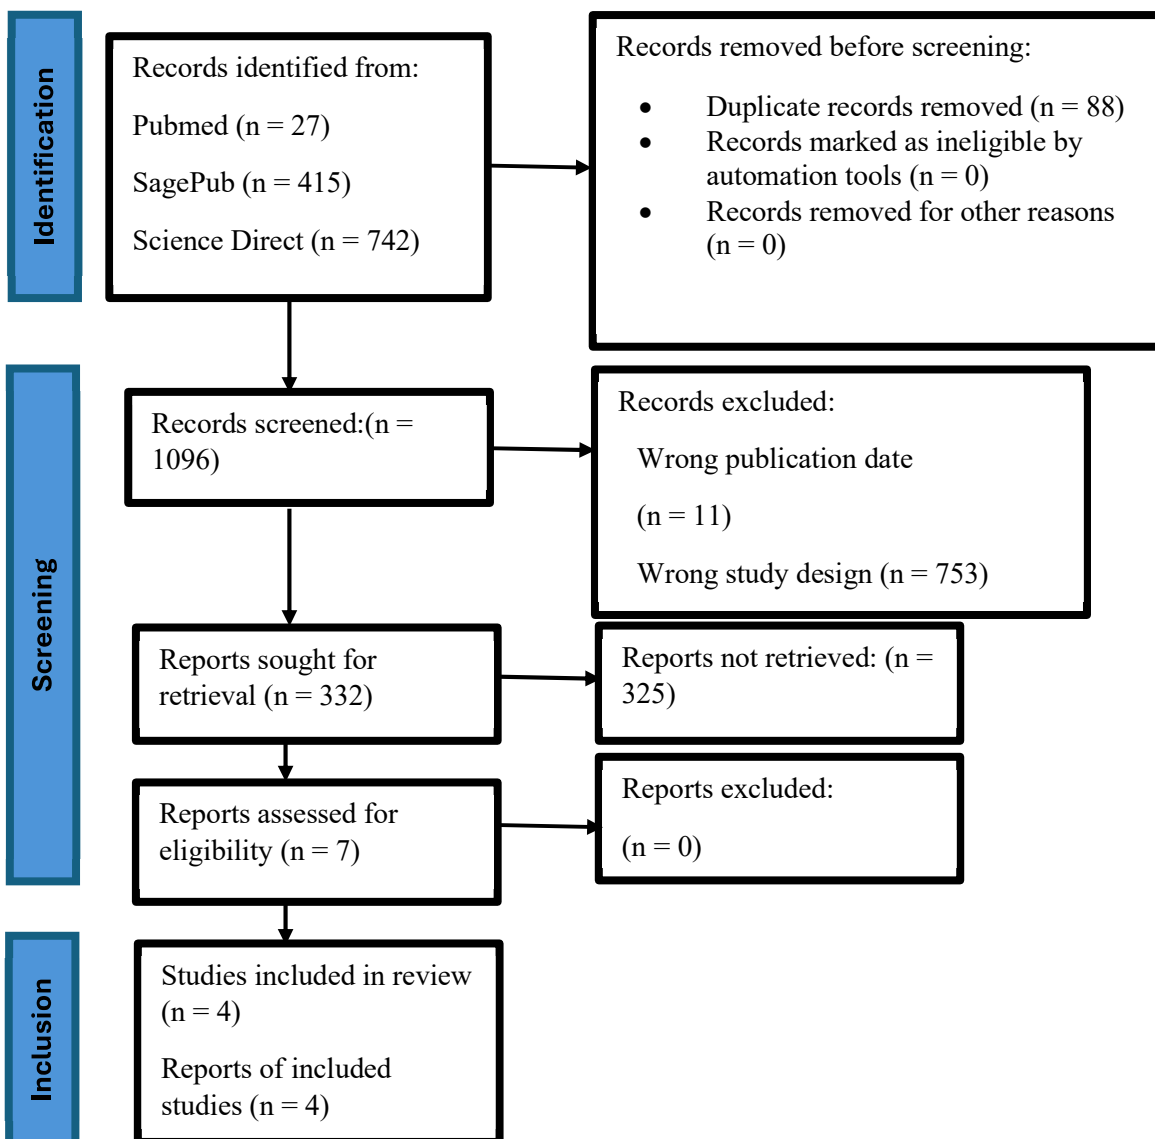 Identification
Records identified from:
Pubmed (n = 27)
SagePub (n = 415)
Science Direct (n = 742)
Records removed before screening:
• Duplicate records removed (n = 88)
• Records marked as ineligible by
automation tools (n = 0)
• Records removed for other reasons
(n = 0)
Screening
Records screened:(n =
1096)
Records excluded:
Wrong publication date
(n = 11)
Wrong study design (n = 753)
Reports sought for
retrieval (n = 332)
Reports not retrieved: (n =
325)
Reports assessed for
eligibility (n = 7)
Reports excluded:
(n = 0)
Inclusion
Studies included in review
(n = 4)
Reports of included
studies (n = 4)